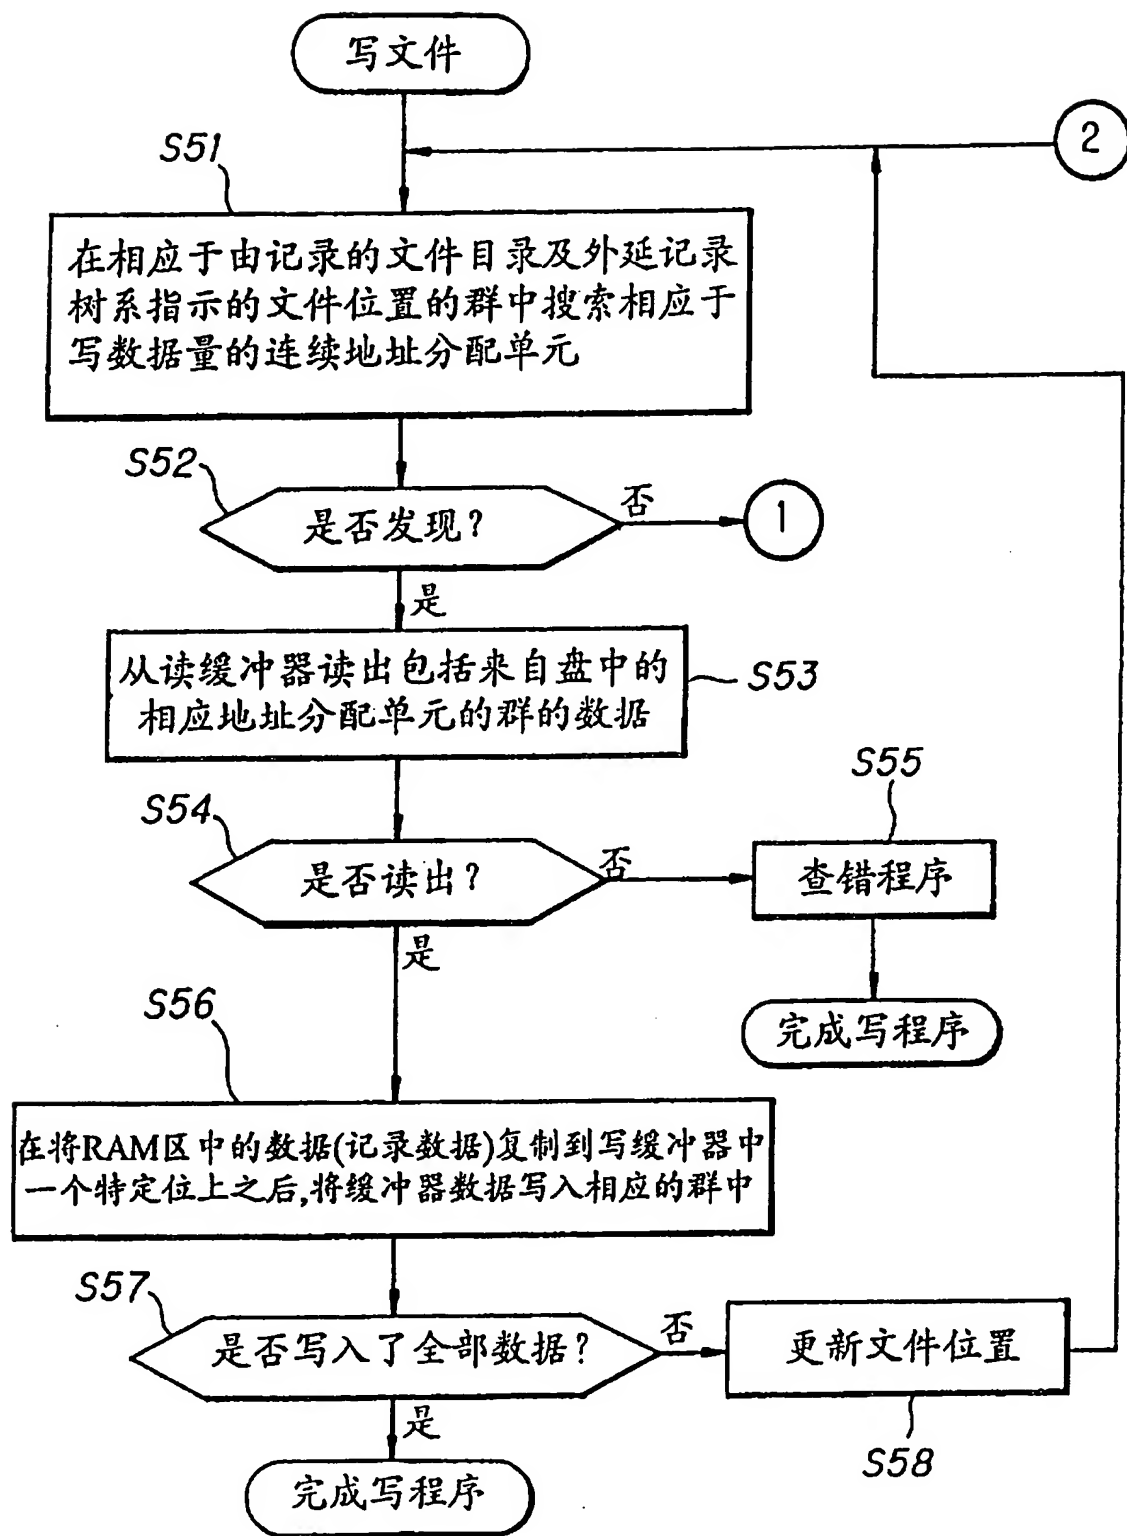 写文件
2
S51
在相应于由记录的文件目录及外延记录
树系指示的文件位置的群中搜索相应于
写数据量的连续地址分配单元
S52
是否发现?
否
1
是
从读缓冲器读出包括来自盘中的
相应地址分配单元的群的数据
S53
S54
是否读出?
否
S55
查错程序
是
完成写程序
S56
在将RAM区中的数据(记录数据)复制到写缓冲器中
一个特定位上之后,将缓冲器数据写入相应的群中
S57
是否写入了全部数据?
否
更新文件位置
S58
是
完成写程序